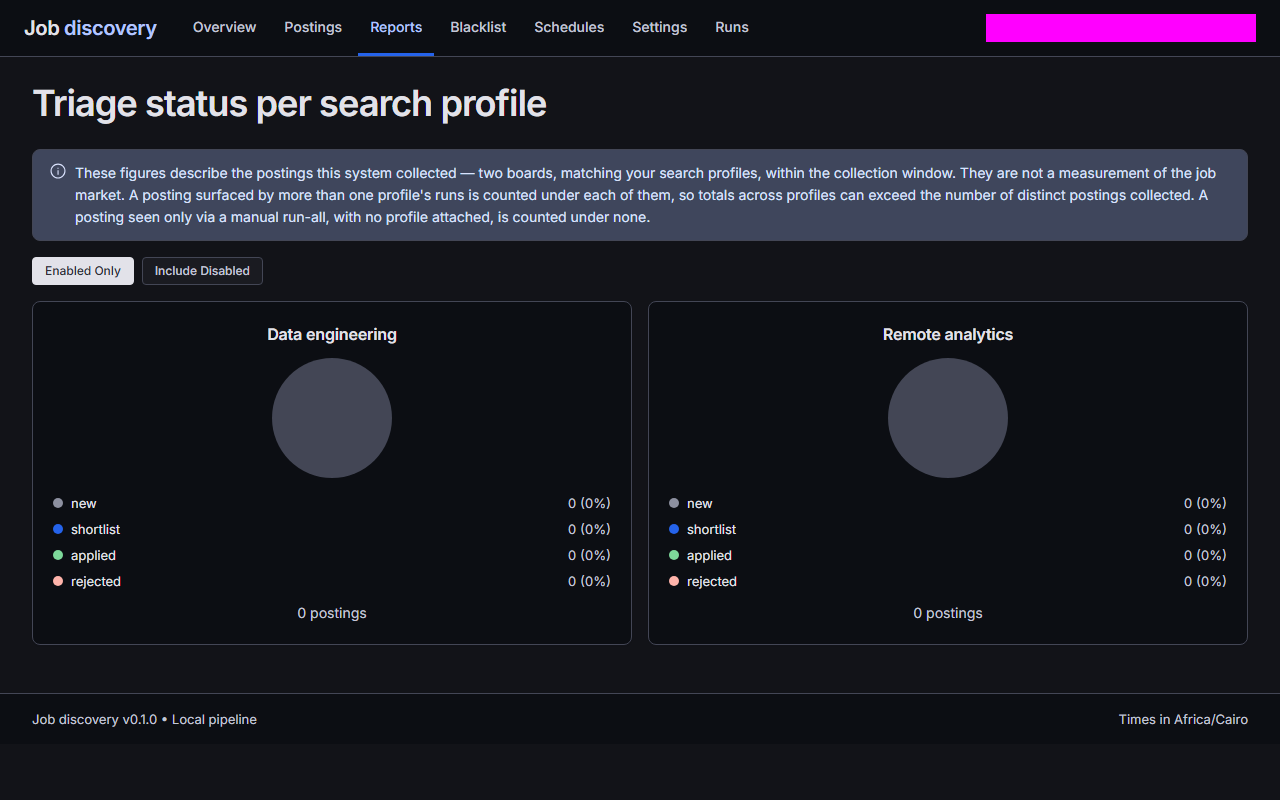 Job discovery
Overview
Postings
Reports
Blacklist
Schedules
Settings
Runs
Triage status per search profile
These figures describe the postings this system collected — two boards, matching your search profiles, within the collection window. They are not a measurement of the job
market. A posting surfaced by more than one profile's runs is counted under each of them, so totals across profiles can exceed the number of distinct postings collected. A
posting seen only via a manual run-all, with no profile attached, is counted under none.
Enabled Only
Include Disabled
Data engineering
new 0 (0%)
shortlist 0 (0%)
applied 0 (0%)
rejected 0 (0%)
0 postings
Remote analytics
new 0 (0%)
shortlist 0 (0%)
applied 0 (0%)
rejected 0 (0%)
0 postings
Job discovery v0.1.0 • Local pipeline
Times in Africa/Cairo